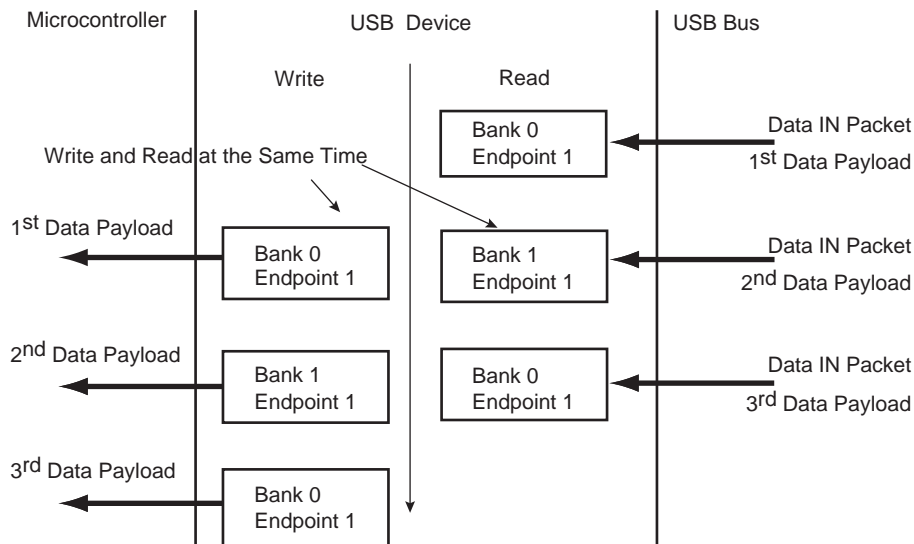 Microcontroller
USB Device
USB Bus
Write
Read
Bank 0
Endpoint 1
Data IN Packet
1st Data Payload
Write and Read at the Same Time
1st Data Payload
Bank 0
Endpoint 1
Bank 1
Endpoint 1
Data IN Packet
2nd Data Payload
2nd Data Payload
Bank 1
Endpoint 1
Bank 0
Endpoint 1
Data IN Packet
3rd Data Payload
3rd Data Payload
Bank 0
Endpoint 1